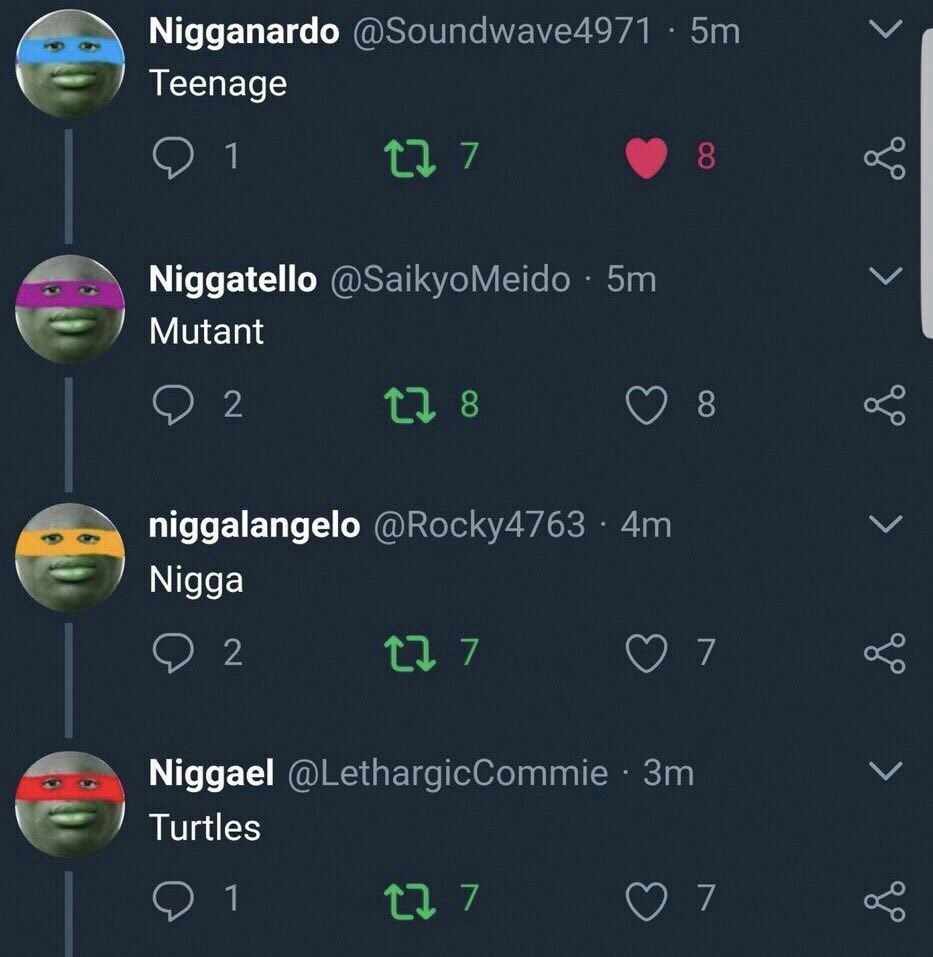 Nigganardo @Soundwave4971 · 5m
Teenage
1 7 8
Niggatello @SaikyoMeido · 5m
Mutant
2 8 8
niggalangelo @Rocky4763 · 4m
Nigga
2 7 7
Niggael @LethargicCommie · 3m
Turtles
1 7 7